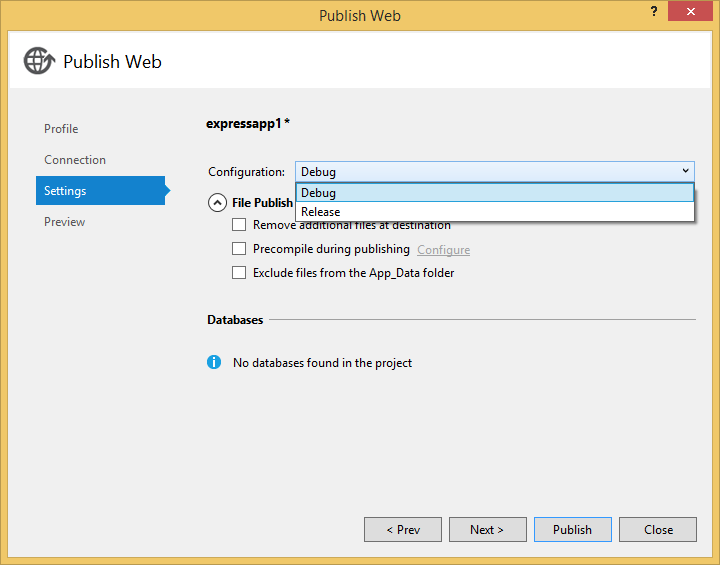 Publish Web
?
Publish Web
Profile
Connection
Settings
Preview
expressapp1 *
Configuration: Debug
Debug
Release
File Publish
Remove additional files at destination
Precompile during publishing Configure
Exclude files from the App_Data folder
Databases
No databases found in the project
< Prev
Next >
Publish
Close